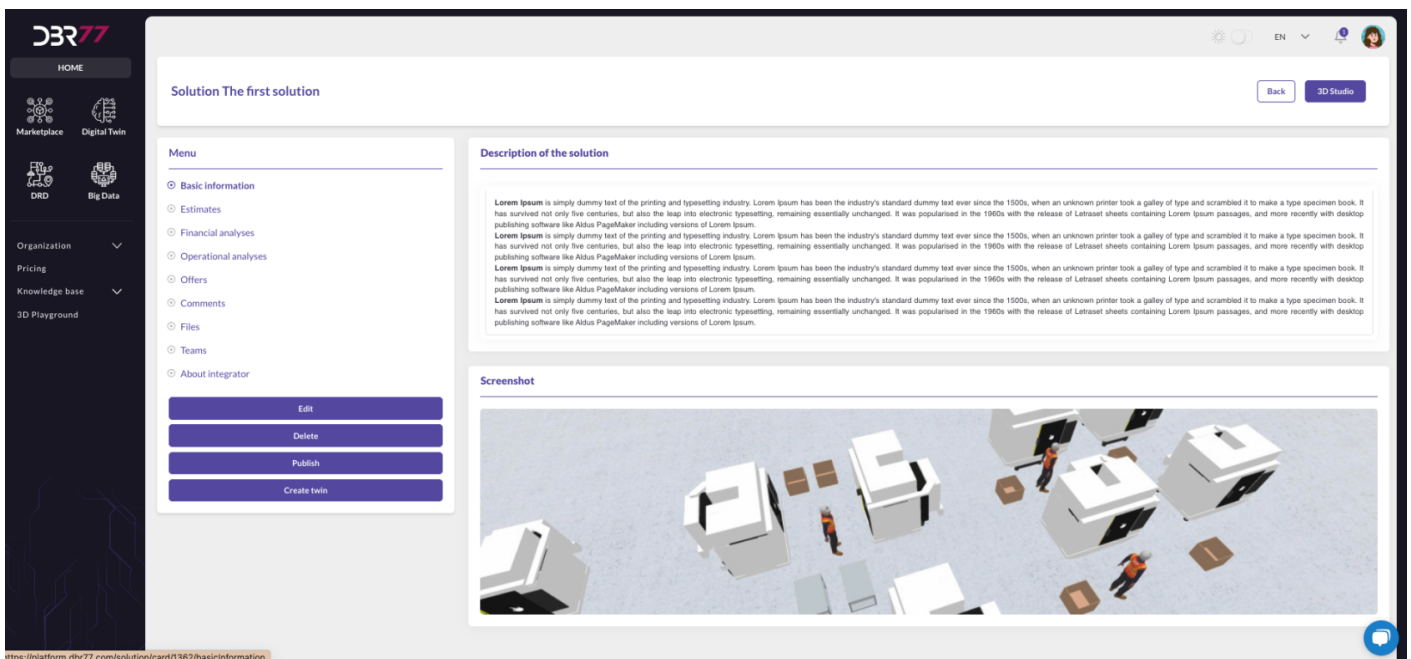 DBR77
HOME
Marketplace
Digital Twin
DRD
Big Data
Organization
Pricing
Knowledge base
3D Playground
EN
Solution The first solution
Back
3D Studio
Menu
Basic information
Estimates
Financial analyses
Operational analyses
Offers
Comments
Files
Teams
About integrator
Edit
Delete
Publish
Create twin
Description of the solution
Lorem Ipsum is simply dummy text of the printing and typesetting industry. Lorem Ipsum has been the industry's standard dummy text ever since the 1500s, when an unknown printer took a galley of type and scrambled it to make a type specimen book. It
has survived not only five centuries, but also the leap into electronic typesetting, remaining essentially unchanged. It was popularised in the 1960s with the release of Letraset sheets containing Lorem Ipsum passages, and more recently with desktop
publishing software like Aldus PageMaker including versions of Lorem Ipsum.
Lorem Ipsum is simply dummy text of the printing and typesetting industry. Lorem Ipsum has been the industry's standard dummy text ever since the 1500s, when an unknown printer took a galley of type and scrambled it to make a type specimen book. It
has survived not only five centuries, but also the leap into electronic typesetting, remaining essentially unchanged. It was popularised in the 1960s with the release of Letraset sheets containing Lorem Ipsum passages, and more recently with desktop
publishing software like Aldus PageMaker including versions of Lorem Ipsum.
Lorem Ipsum is simply dummy text of the printing and typesetting industry. Lorem Ipsum has been the industry's standard dummy text ever since the 1500s, when an unknown printer took a galley of type and scrambled it to make a type specimen book. It
has survived not only five centuries, but also the leap into electronic typesetting, remaining essentially unchanged. It was popularised in the 1960s with the release of Letraset sheets containing Lorem Ipsum passages, and more recently with desktop
publishing software like Aldus PageMaker including versions of Lorem Ipsum.
Lorem Ipsum is simply dummy text of the printing and typesetting industry. Lorem Ipsum has been the industry's standard dummy text ever since the 1500s, when an unknown printer took a galley of type and scrambled it to make a type specimen book. It
has survived not only five centuries, but also the leap into electronic typesetting, remaining essentially unchanged. It was popularised in the 1960s with the release of Letraset sheets containing Lorem Ipsum passages, and more recently with desktop
publishing software like Aldus PageMaker including versions of Lorem Ipsum.
Screenshot
https://platform.dbr77.com/solution/card/1362/basicInformation